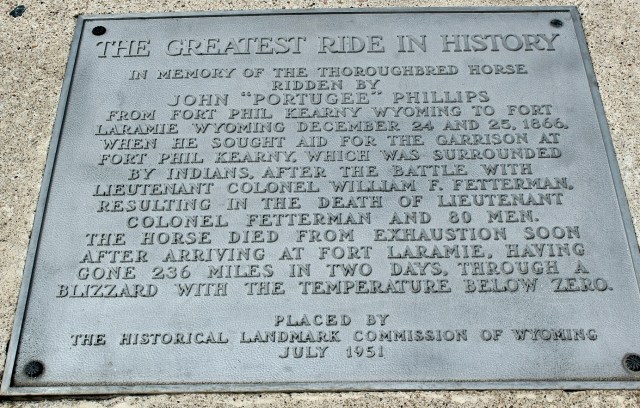 THE GREATEST RIDE IN HISTORY
IN MEMORY OF THE THOROUGHBRED HORSE
RIDDEN BY
JOHN "PORTUGEE" PHILLIPS
FROM FORT PHIL KEARNY WYOMING TO FORT
LARAMIE WYOMING DECEMBER 24 AND 25, 1866,
WHEN HE SOUGHT AID FOR THE GARRISON AT
FORT PHIL KEARNY, WHICH WAS SURROUNDED
BY INDIANS, AFTER THE BATTLE WITH
LIEUTENANT COLONEL WILLIAM F. FETTERMAN,
RESULTING IN THE DEATH OF LIEUTENANT
COLONEL FETTERMAN AND 80 MEN.
THE HORSE DIED FROM EXHAUSTION SOON
AFTER ARRIVING AT FORT LARAMIE, HAVING
GONE 236 MILES IN TWO DAYS, THROUGH A
BLIZZARD WITH THE TEMPERATURE BELOW ZERO.
PLACED BY
THE HISTORICAL LANDMARK COMMISSION OF WYOMING
JULY 1951